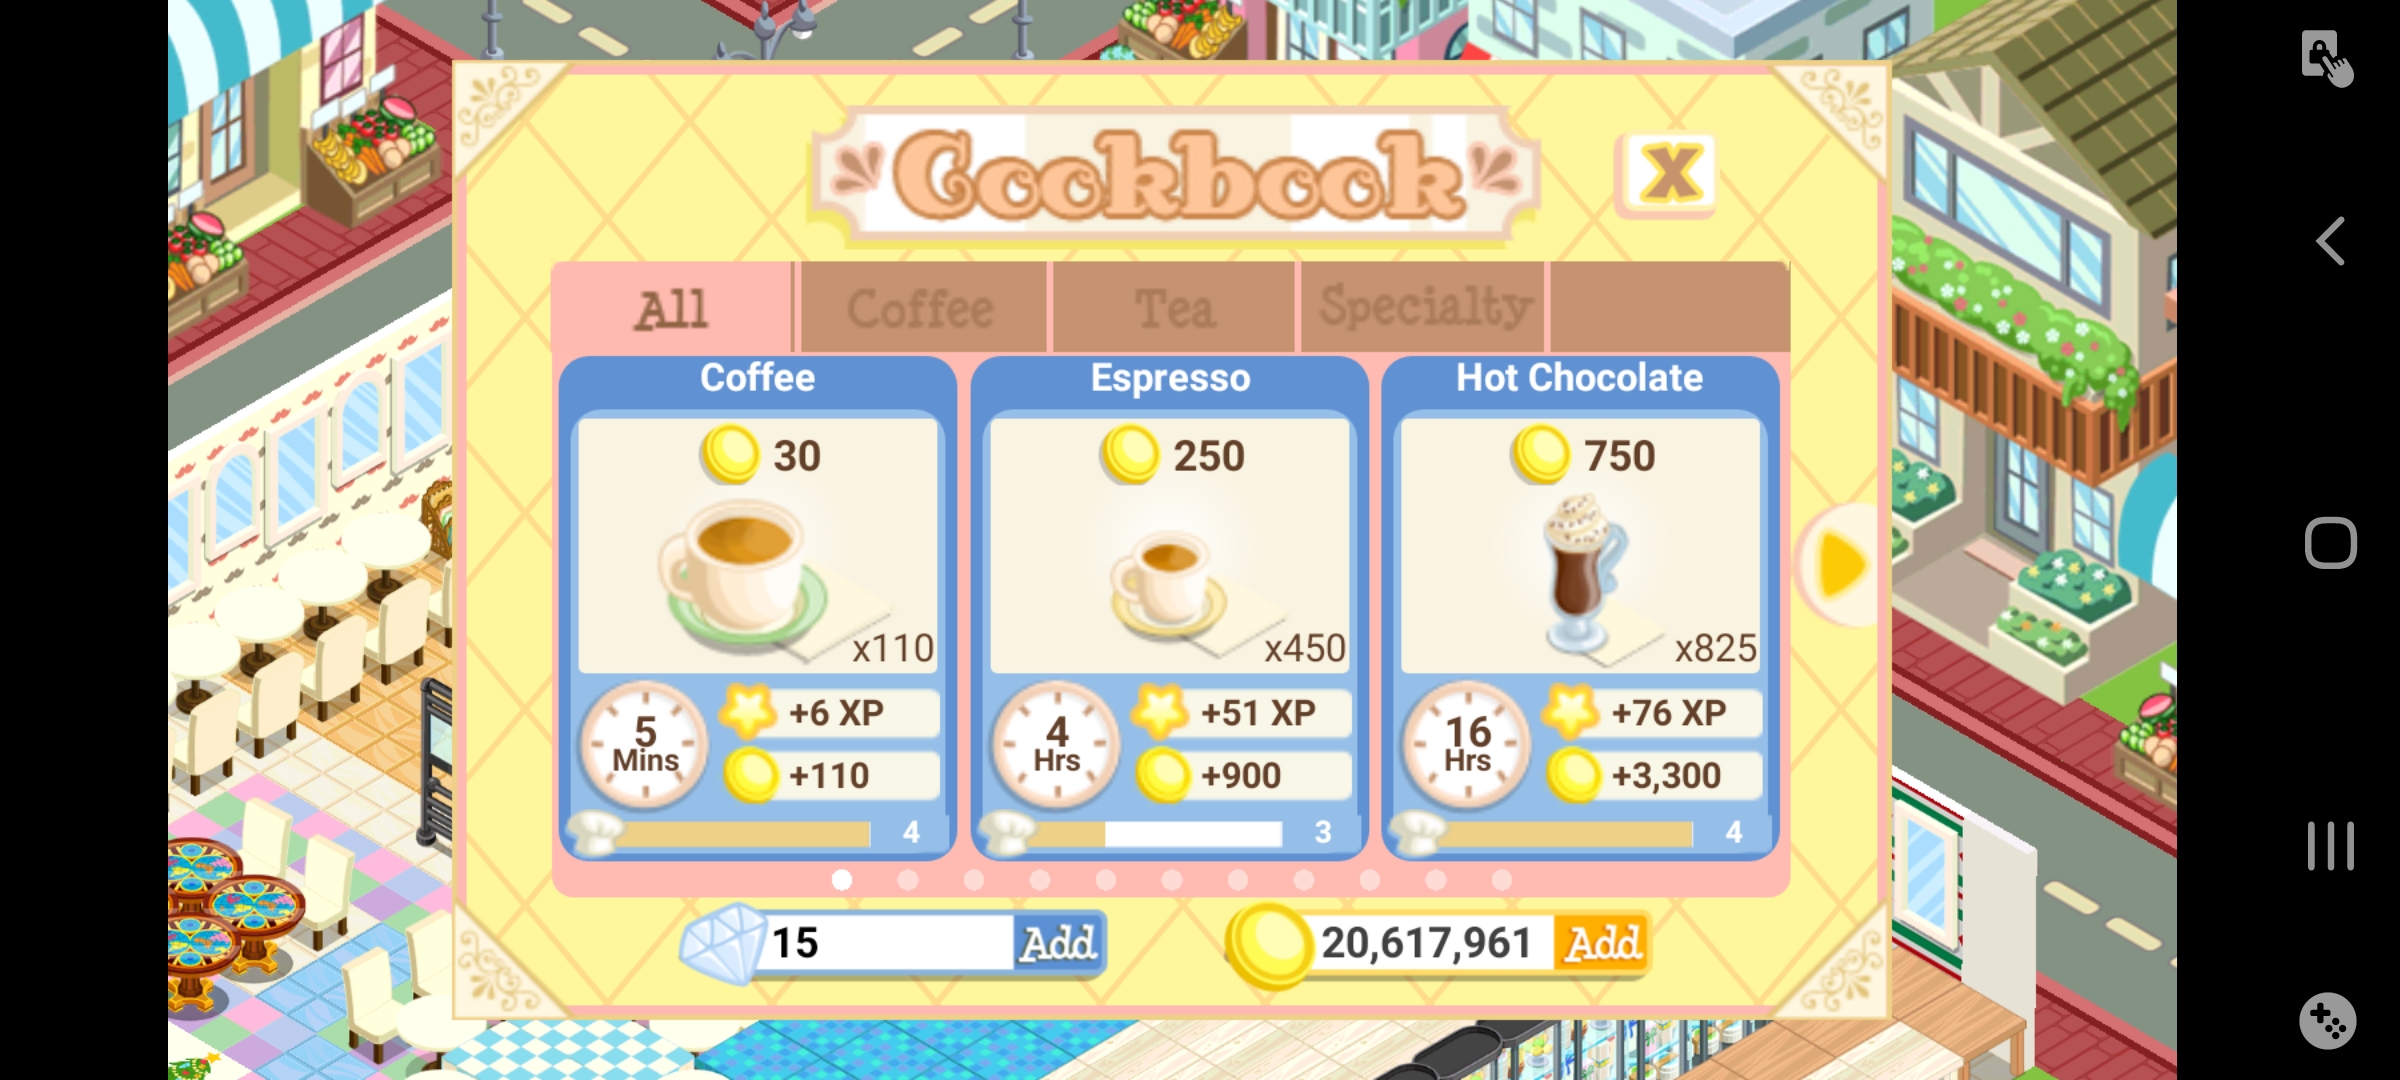 Cookbook
X
All
Coffee
Tea
Specialty
Coffee
30
x110
5
Mins
+6 XP
+110
4
Espresso
250
x450
4
Hrs
+51 XP
+900
3
Hot Chocolate
750
x825
16
Hrs
+76 XP
+3,300
4
15
Add
20,617,961
Add